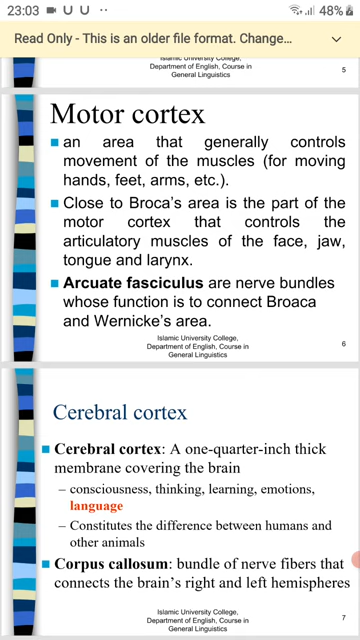 23:03
48%
Read Only - This is an older file format. Change...
Islamic University College,
Department of English, Course in
General Linguistics
5
Motor cortex
an area that generally controls
movement of the muscles (for moving
hands, feet, arms, etc.).
Close to Broca's area is the part of the
motor cortex that controls the
articulatory muscles of the face, jaw,
tongue and larynx.
Arcuate fasciculus are nerve bundles
whose function is to connect Broaca
and Wernicke's area.
Islamic University College,
Department of English, Course in
General Linguistics
6
Cerebral cortex
Cerebral cortex: A one-quarter-inch thick
membrane covering the brain
– consciousness, thinking, learning, emotions,
language
– Constitutes the difference between humans and
other animals
Corpus callosum: bundle of nerve fibers that
connects the brain's right and left hemispheres
Islamic University College,
Department of English, Course in
General Linguistics
7